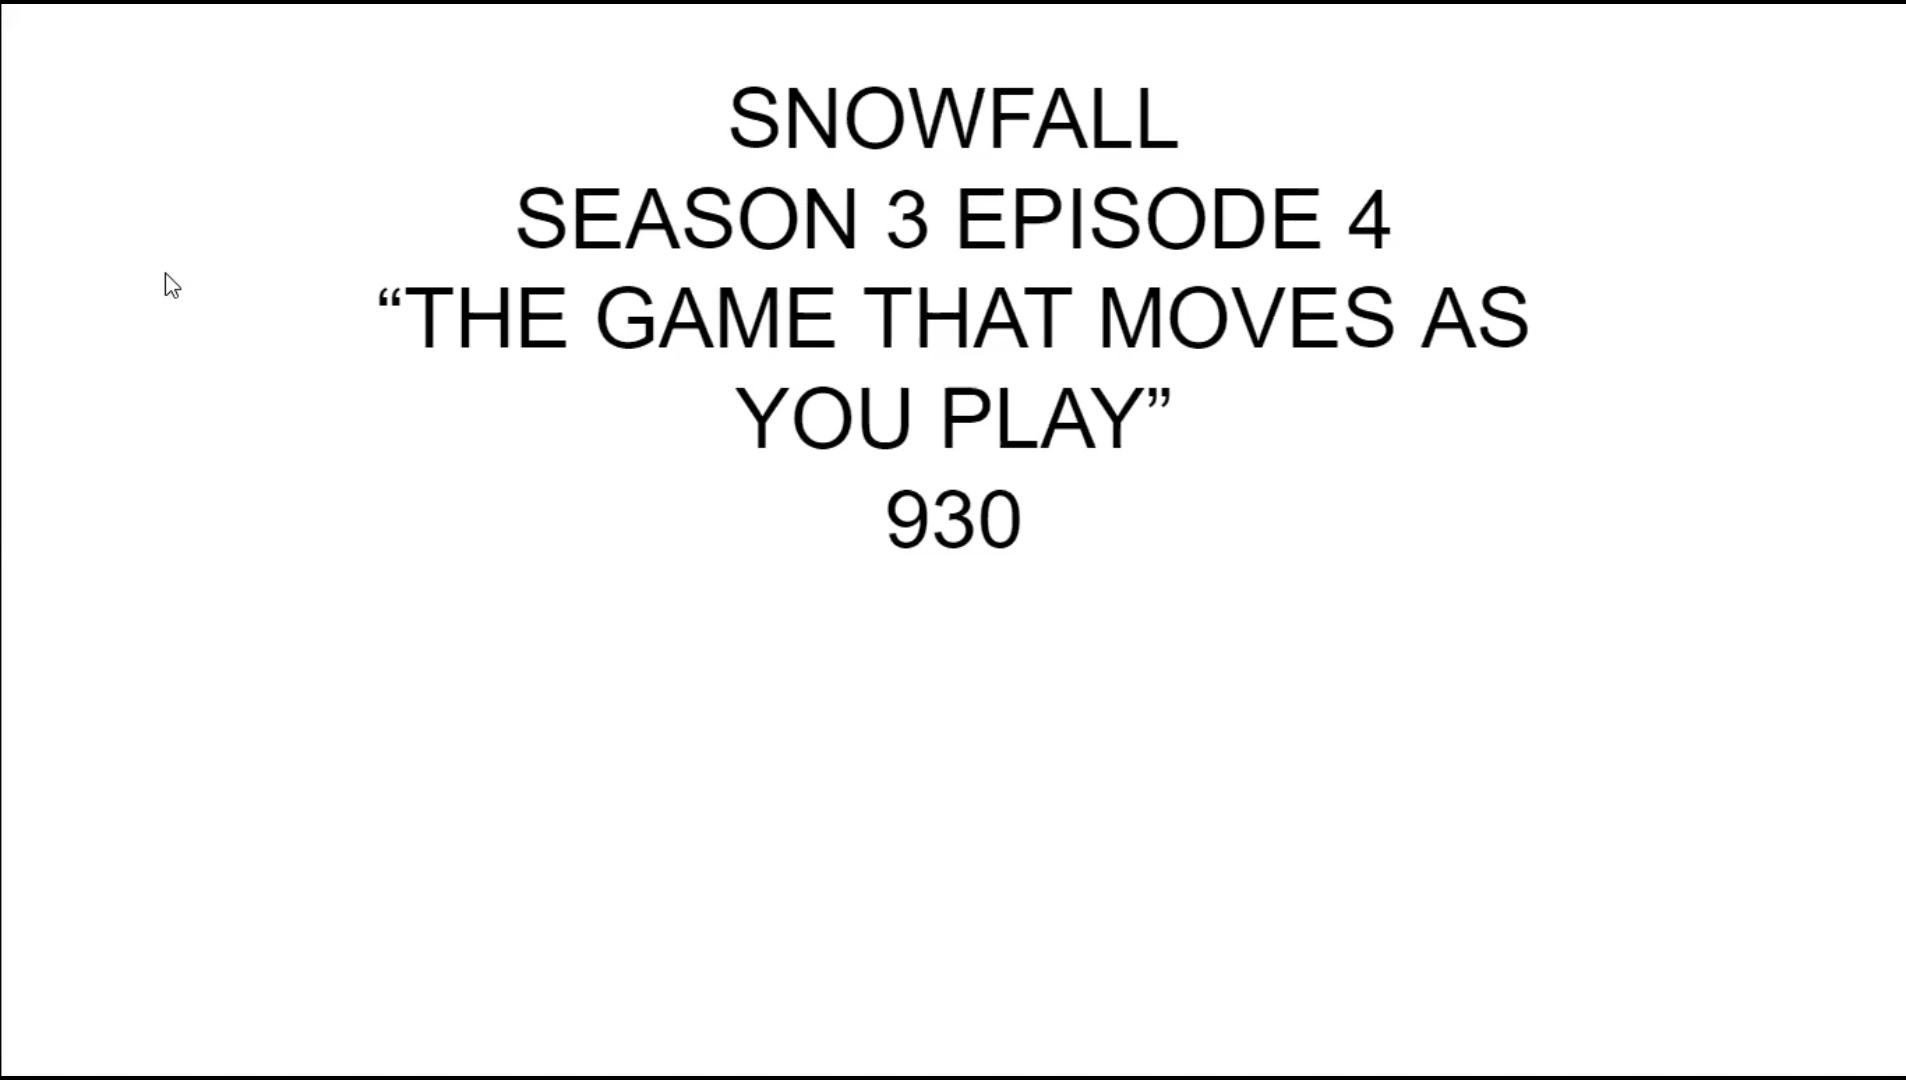 SNOWFALL
SEASON 3 EPISODE 4
“THE GAME THAT MOVES AS
YOU PLAY”
930